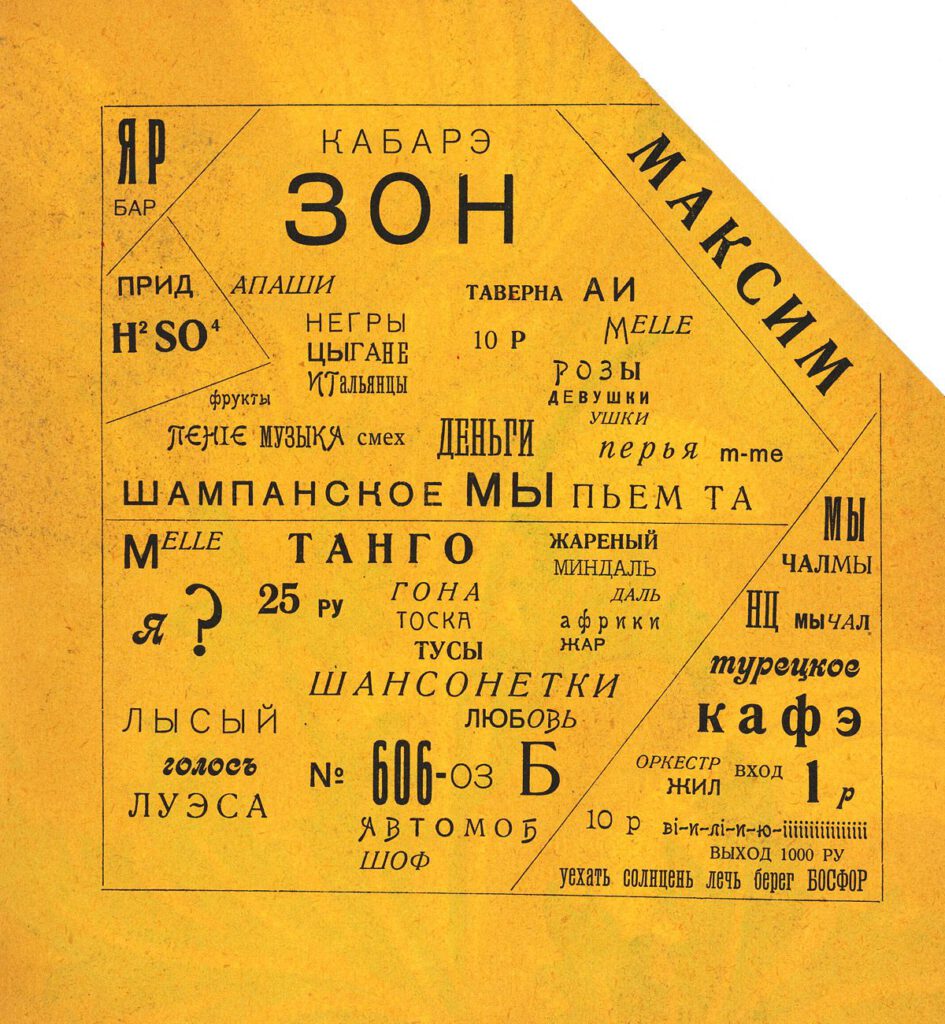 ЯР
БАР
КАБАРЭ
ЗОН
МАКСИМ
ПРИД
H² SO⁴
АПАШИ
НЕГРЫ
ЦЫГАНЕ
ИТальянцы
фрукты
ТАВЕРНА АИ
10 Р
MELLE
РОЗЫ
ДЕВУШКИ
УШКИ
ПЕНІЕ МУЗЫКА смех ДЕНЬГИ перья m-me
ШАМПАНСКОЕ МЫ ПЬЕМ ТА
MELLE
ТАНГО
ЖАРЕНЫЙ
МИНДАЛЬ
ДАЛЬ
африки
ЖАР
я ?
25 РУ
ГОНА
ТОСКА
ТУСЫ
ШАНСОНЕТКИ
ЛЮБОВЬ
ЛЫСЫЙ
голосъ
ЛУЭСА
№ 606-ОЗ Б
АВТОМОБ
ШОФ
МЫ
ЧАЛМЫ
НЦ мыЧАЛ
турецкое
кафэ
ОРКЕСТР
ЖИЛ
ВХОД 1 р
10 р ві-и-лі-и-ю-іііііііііііііііі
ВЫХОД 1000 РУ
уехать солнцень лечь берег БОСФОР